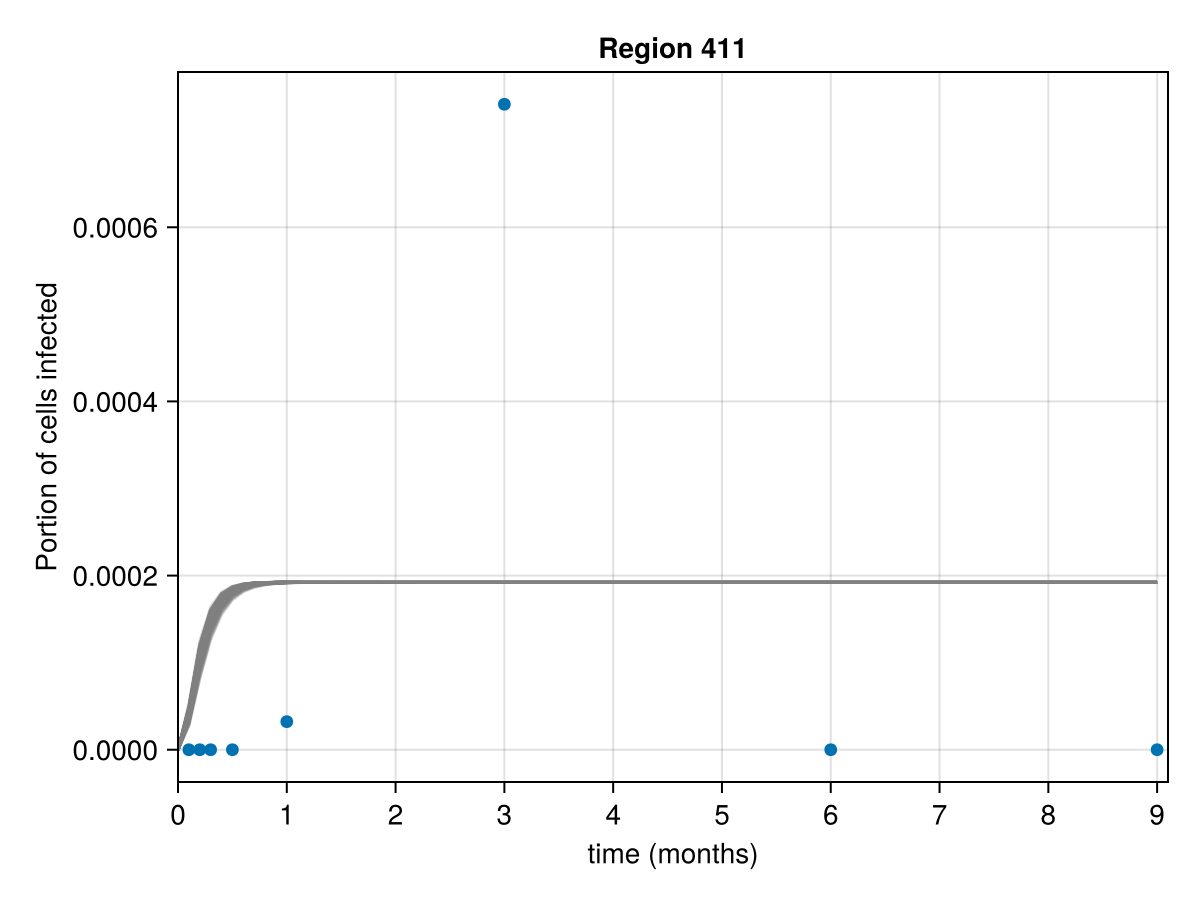 Region 411
Portion of cells infected
0.0006
0.0004
0.0002
0.0000
0 1 2 3 4 5 6 7 8 9
time (months)